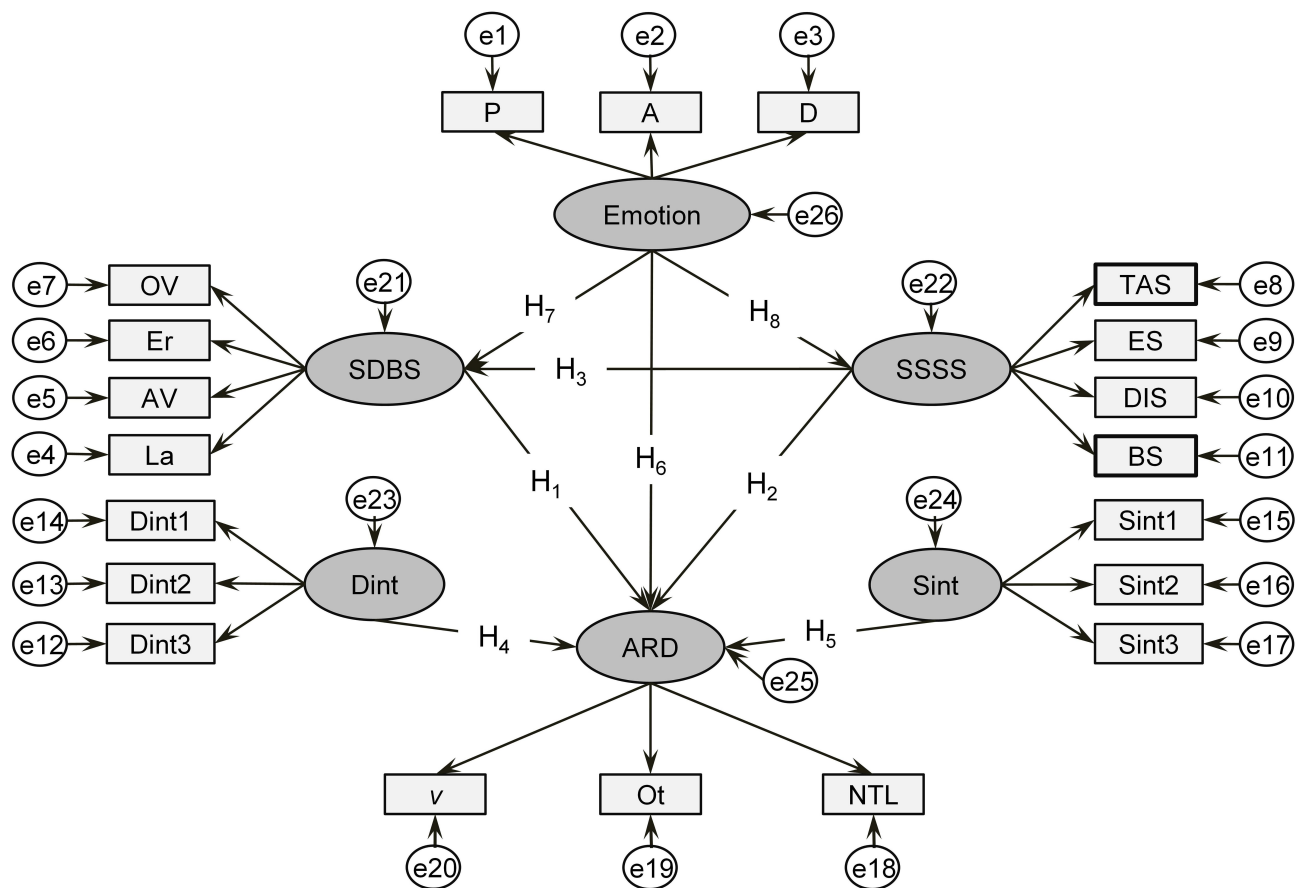 e1 e2 e3
P A D
Emotion e26
e7 OV e21 e22 TAS e8
H₇ H₈
e6 Er ES e9
SDBS H₃ SSSS
e5 AV DIS e10
e4 La H₆ BS e11
H₁ H₂
e14 Dint1 e23 e24 Sint1 e15
e13 Dint2 Dint Sint Sint2 e16
e12 Dint3 H₄ ARD H₅ Sint3 e17
e25
v Ot NTL
e20 e19 e18